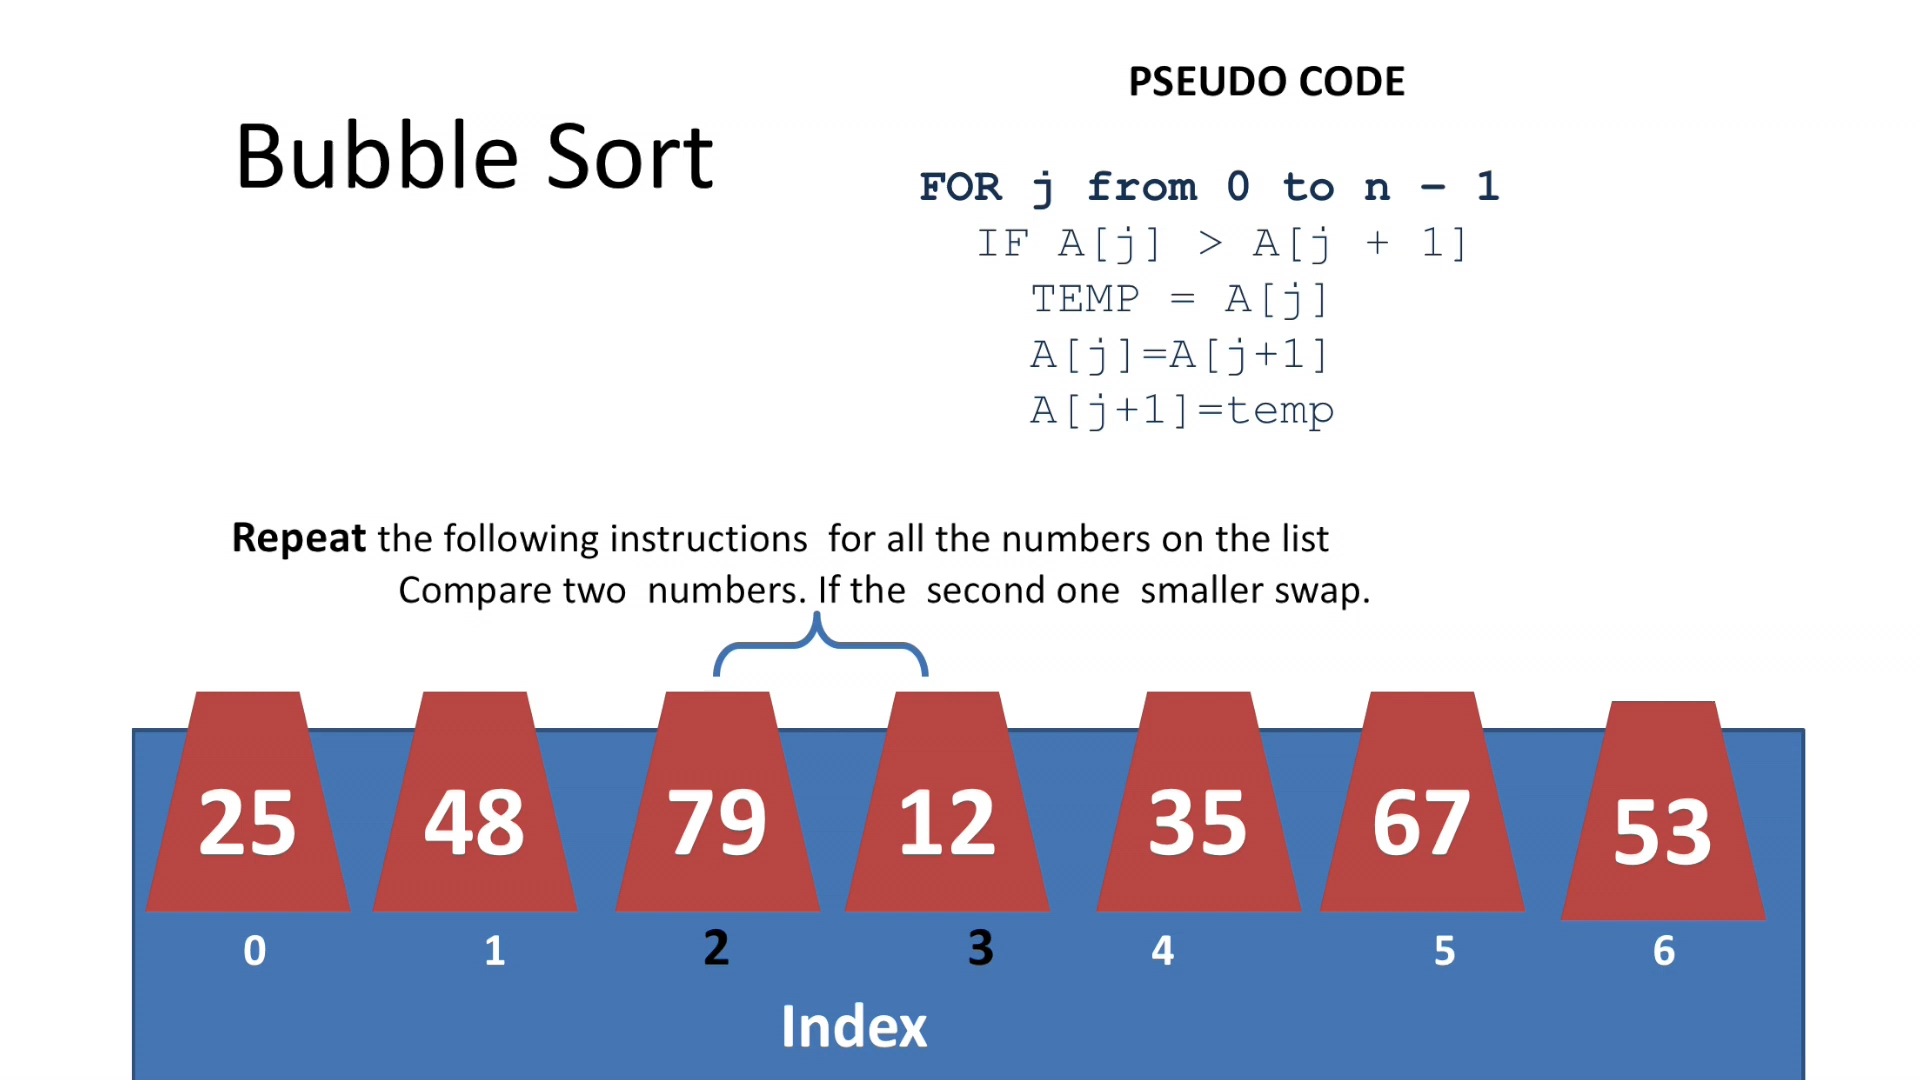 PSEUDO CODE
Bubble Sort
FOR j from 0 to n – 1
IF A[j] > A[j + 1]
TEMP = A[j]
A[j]=A[j+1]
A[j+1]=temp
Repeat the following instructions for all the numbers on the list
Compare two numbers. If the second one smaller swap.
25 48 79 12 35 67 53
0 1 2 3 4 5 6
Index